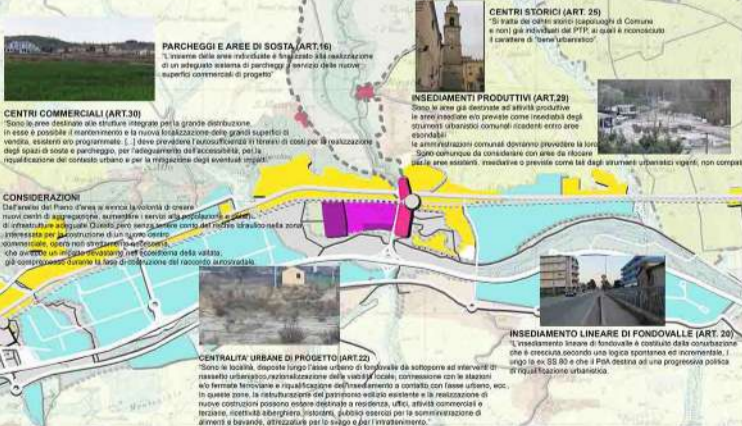 PARCHEGGI E AREE DI SOSTA (ART.16)
"L'insieme delle aree individuate è finalizzato alla realizzazione
di un adeguato sistema di parcheggi a servizio delle nuove
superfici commerciali di progetto"
CENTRI COMMERCIALI (ART.30)
"Sono le aree destinate alle strutture integrate per la grande distribuzione
in esse è possibile il mantenimento e la nuova localizzazione delle grandi superfici di
vendita, esistenti e/o programmate. [...] deve prevedere l'autosufficienza in termini di costi per la realizzazione
degli spazi di sosta e parcheggio, per l'adeguamento dell'accessibilità, per la
riqualificazione del contesto urbano e per la mitigazione degli eventuali impatti"
CONSIDERAZIONI
Dall'analisi del Piano d'area si evince la volontà di creare
nuovi centri di aggregazione, aumentare i servizi alla popolazione e
di infrastrutture adeguate Questo però senza tenere conto del rischio idraulico nella zona
interessata per la costruzione di un nuovo centro
commerciale, opera non strettamente necessaria,
che avrebbe un impatto devastante nell'ecosistema della vallata,
già compromesso durante la fase di costruzione del raccordo autostradale.
CENTRI STORICI (ART. 25)
"Si tratta dei centri storici (capoluoghi di Comune
e non) già individuati del PTP, ai quali è riconosciuto
il carattere di "bene urbanistico".
INSEDIAMENTI PRODUTTIVI (ART.29)
Sono le aree già destinate ad attività produttive
le aree insediate e/o previste come insediabili degli
strumenti urbanistici comunali ricadenti entro aree
esondabili
le amministrazioni comunali dovranno prevedere la loro
Sono comunque da considerare con aree da rilocare
le aree esistenti, insediative o previste come tali dagli strumenti urbanistici vigenti, non compat
CENTRALITA' URBANE DI PROGETTO (ART.22)
"Sono le località, disposte lungo l'asse urbano di fondovalle da sottoporre ad interventi di
riassetto urbanistico, razionalizzazione della viabilità locale, connessione con le stazioni
e/o fermate ferroviarie e riqualificazione dell'insediamento a contatto con l'asse urbano, ecc.
In queste zone, la ristrutturazione del patrimonio edilizio esistente e la realizzazione di
nuove costruzioni possono essere destinate a residenza, uffici, attività commerciali e
terziarie, ricettività alberghiera, ristoranti, pubblici esercizi per la somministrazione di
alimenti e bavande, attrezzature per lo svago e per l'intrattenimento."
INSEDIAMENTO LINEARE DI FONDOVALLE (ART. 20)
"L'insediamento lineare di fondovalle è costituito dalla conurbazione
che è cresciuta secondo una logica spontanea ed incrementale, l
ungo la ex SS 80 e che il PdA destina ad una progressiva politica
di riqualificazione urbanistica.